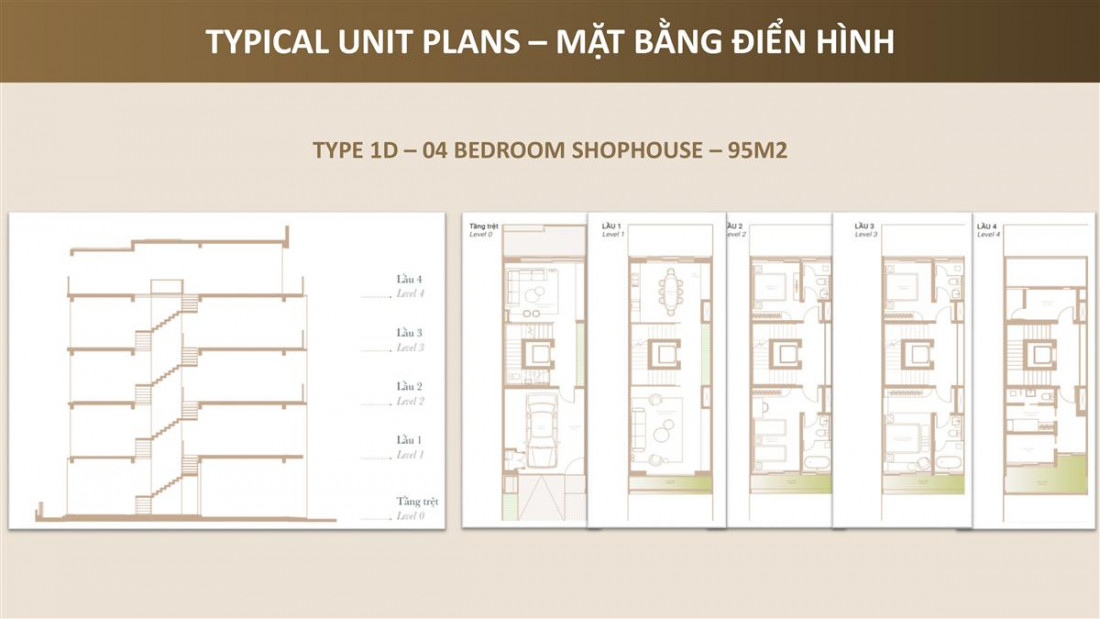 TYPICAL UNIT PLANS – MẶT BẰNG ĐIỂN HÌNH
TYPE 1D – 04 BEDROOM SHOPHOUSE – 95M2
Lầu 4
Level 4
Lầu 3
Level 3
Lầu 2
Level 2
Lầu 1
Level 1
Tầng trệt
Level 0
Tầng trệt
Level 0
LẦU 1
Level 1
LẦU 2
evel 2
LẦU 3
Level 3
LẦU 4
Level 4